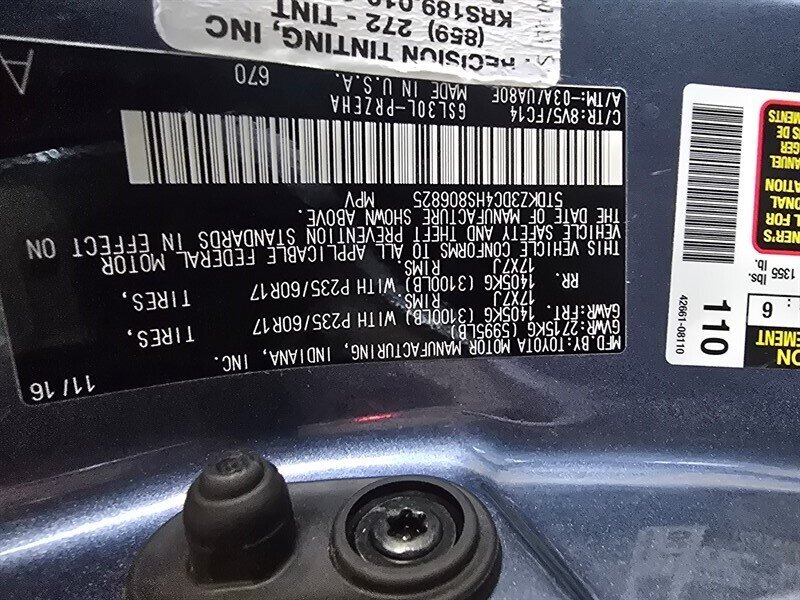 MFD.BY:TOYOTA MOTOR MANUFACTURING, INDIANA, INC. 11/16
GVWR:2715KG(5995LB)
GAWR:FRT. 1405KG(3100LB) WITH P235/60R17 TIRES,
17X7J RIMS
RR. 1405KG(3100LB) WITH P235/60R17 TIRES,
17X7J RIMS
THIS VEHICLE CONFORMS TO ALL APPLICABLE FEDERAL MOTOR
VEHICLE SAFETY AND THEFT PREVENTION STANDARDS IN EFFECT ON
THE DATE OF MANUFACTURE SHOWN ABOVE.
5TDKZ3DC4HS806825 MPV
C/TR:8V5/FC14 GSL30L-PRZEHA 670
A/TM:-03A/UA80F MADE IN U.S.A.
A
PRECISION TINTING, INC
(859) 272 - TINT
110
42661-08110
1355 lb.
lbs.
6